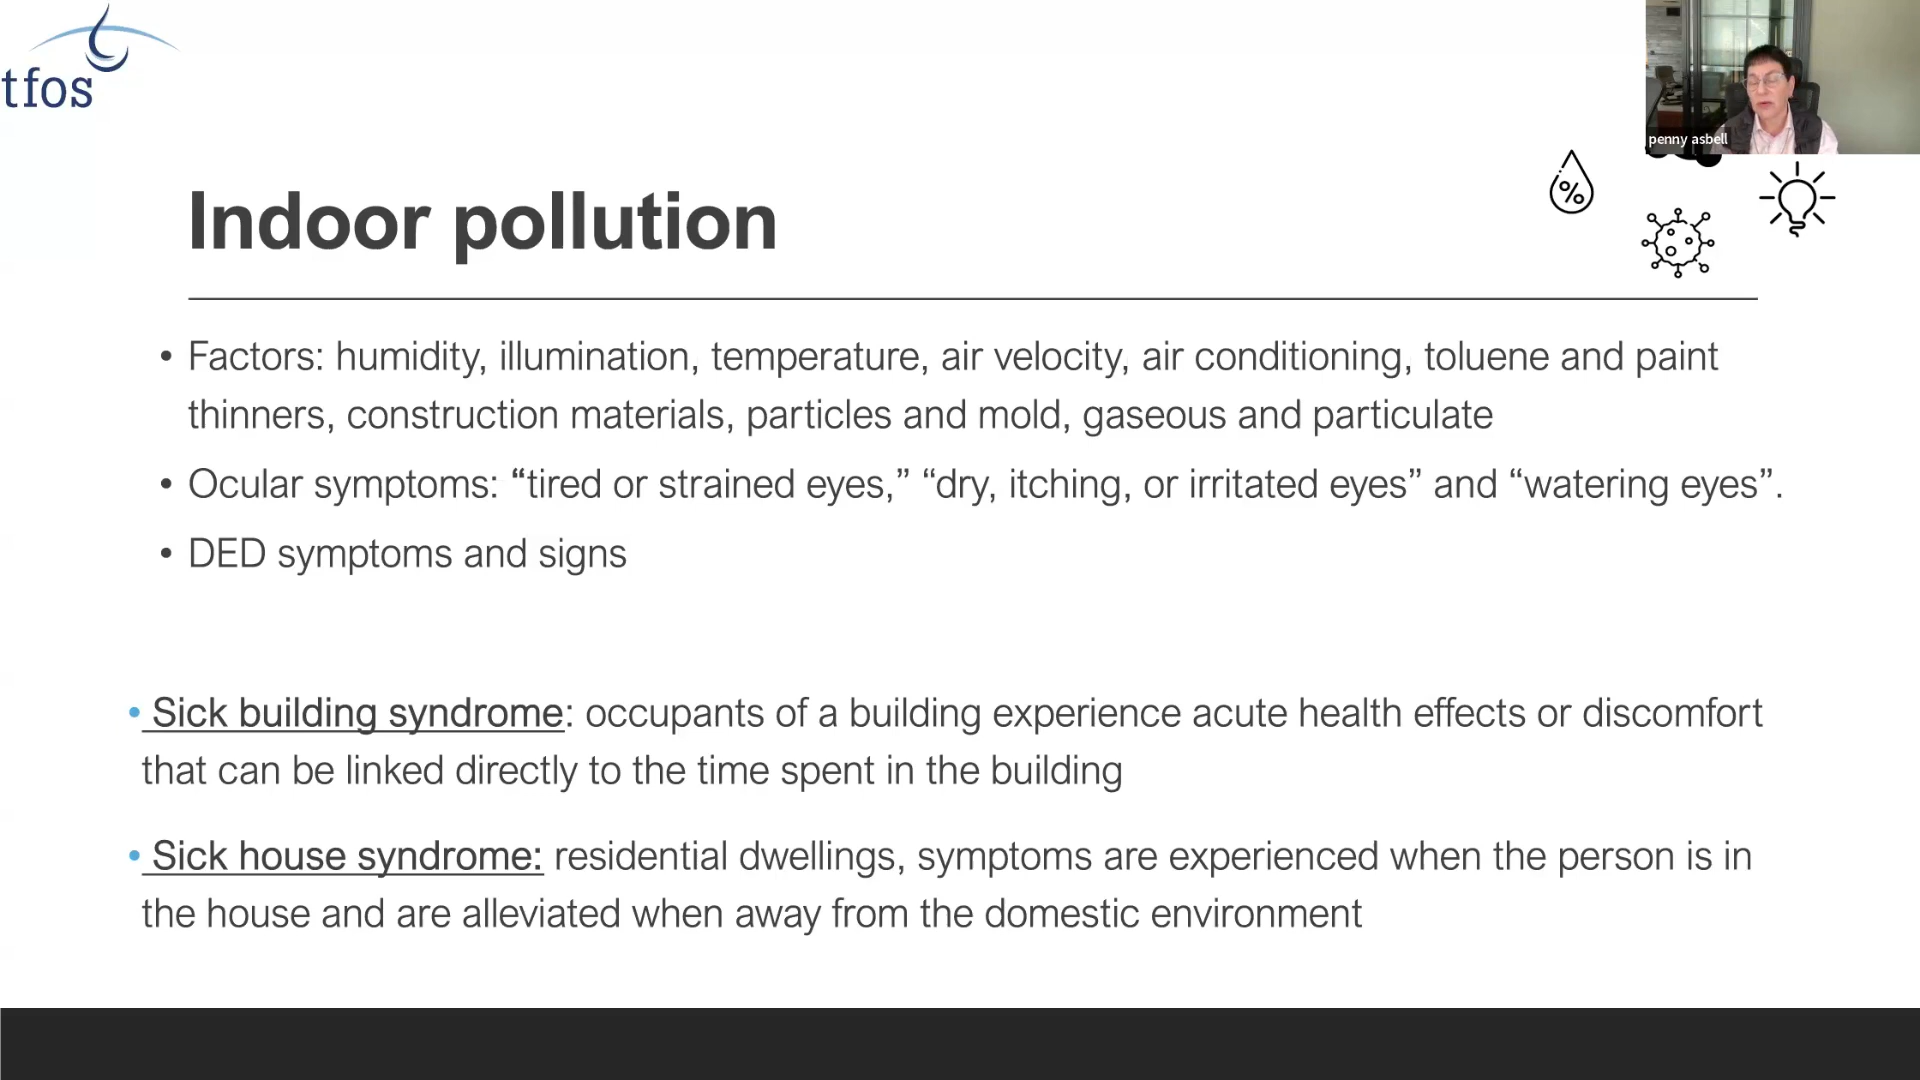 tfos
penny asbell
%
Indoor pollution
• Factors: humidity, illumination, temperature, air velocity, air conditioning, toluene and paint
thinners, construction materials, particles and mold, gaseous and particulate
• Ocular symptoms: “tired or strained eyes,” “dry, itching, or irritated eyes” and “watering eyes”.
• DED symptoms and signs
• Sick building syndrome: occupants of a building experience acute health effects or discomfort
that can be linked directly to the time spent in the building
• Sick house syndrome: residential dwellings, symptoms are experienced when the person is in
the house and are alleviated when away from the domestic environment